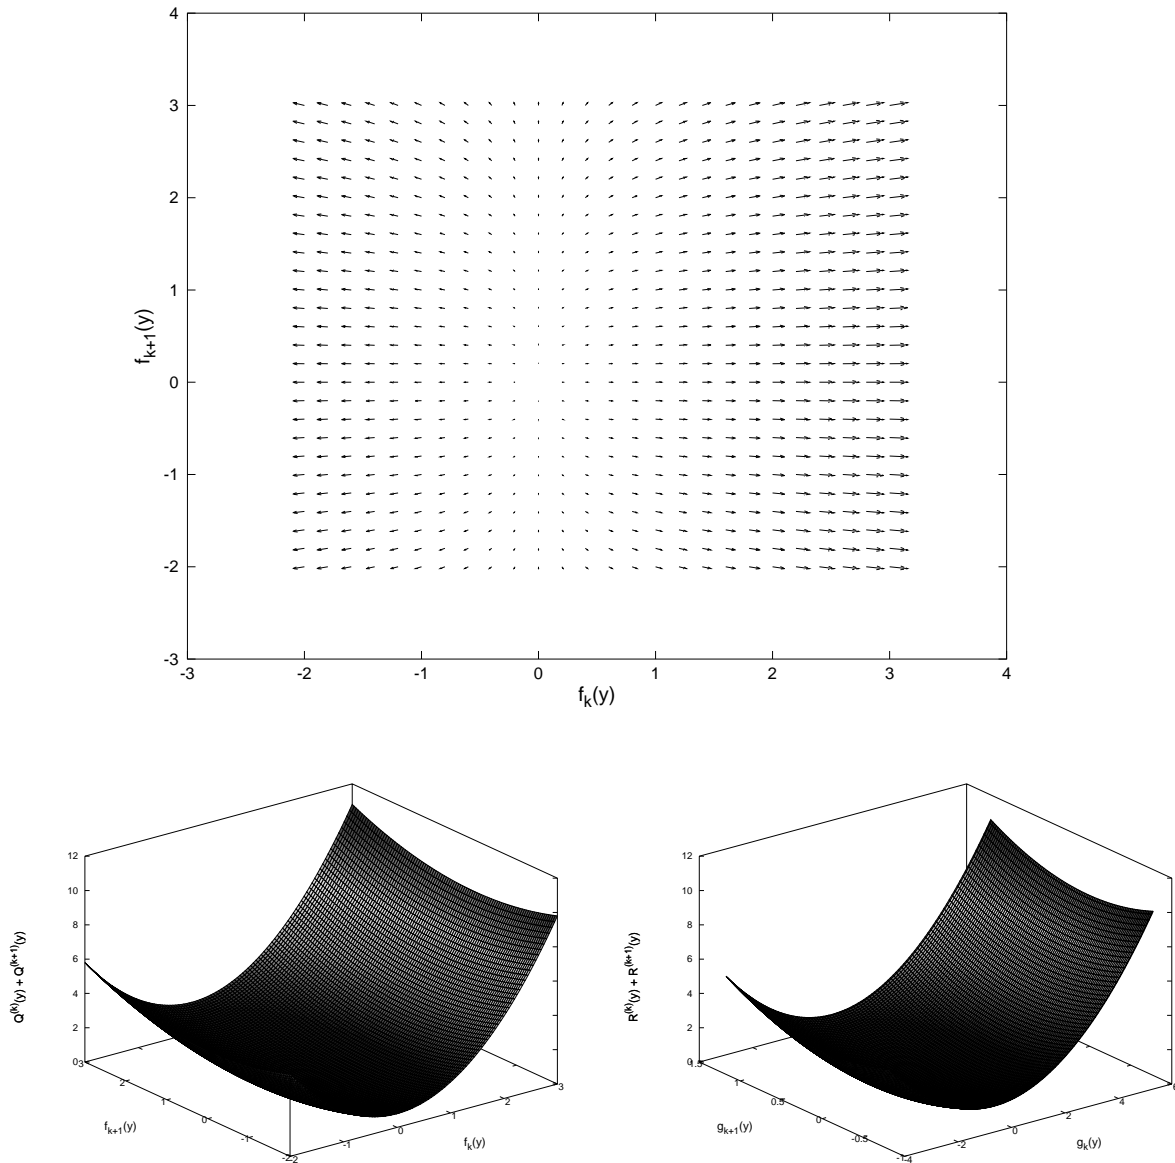 4
3
2
1
0
-1
-2
-3
f_{k+1}(y)
-3 -2 -1 0 1 2 3 4
f_k(y)
12
10
8
6
4
2
0
Q^{(k)}(y) + Q^{(k+1)}(y)
3 2 1 0 -1 -2
f_{k+1}(y)
-2 -1 0 1 2 3
f_k(y)
12
10
8
6
4
2
0
R^{(k)}(y) + R^{(k+1)}(y)
1.5 1 0.5 0 -0.5 -1
g_{k+1}(y)
-4 -2 0 2 4 6
g_k(y)